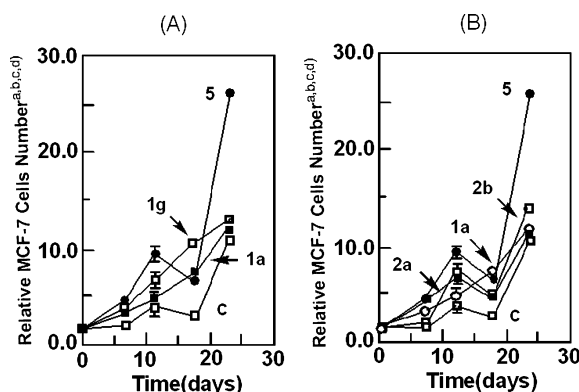 (A)
(B)
Relative MCF-7 Cells Number^a,b,c,d)
30.0
20.0
10.0
0.0
0
10
20
30
Time(days)
5
1g
1a
C
Relative MCF-7 Cells Number^a,b,c,d)
30.0
20.0
10.0
0.0
0
10
20
30
Time(days)
5
2b
1a
2a
C